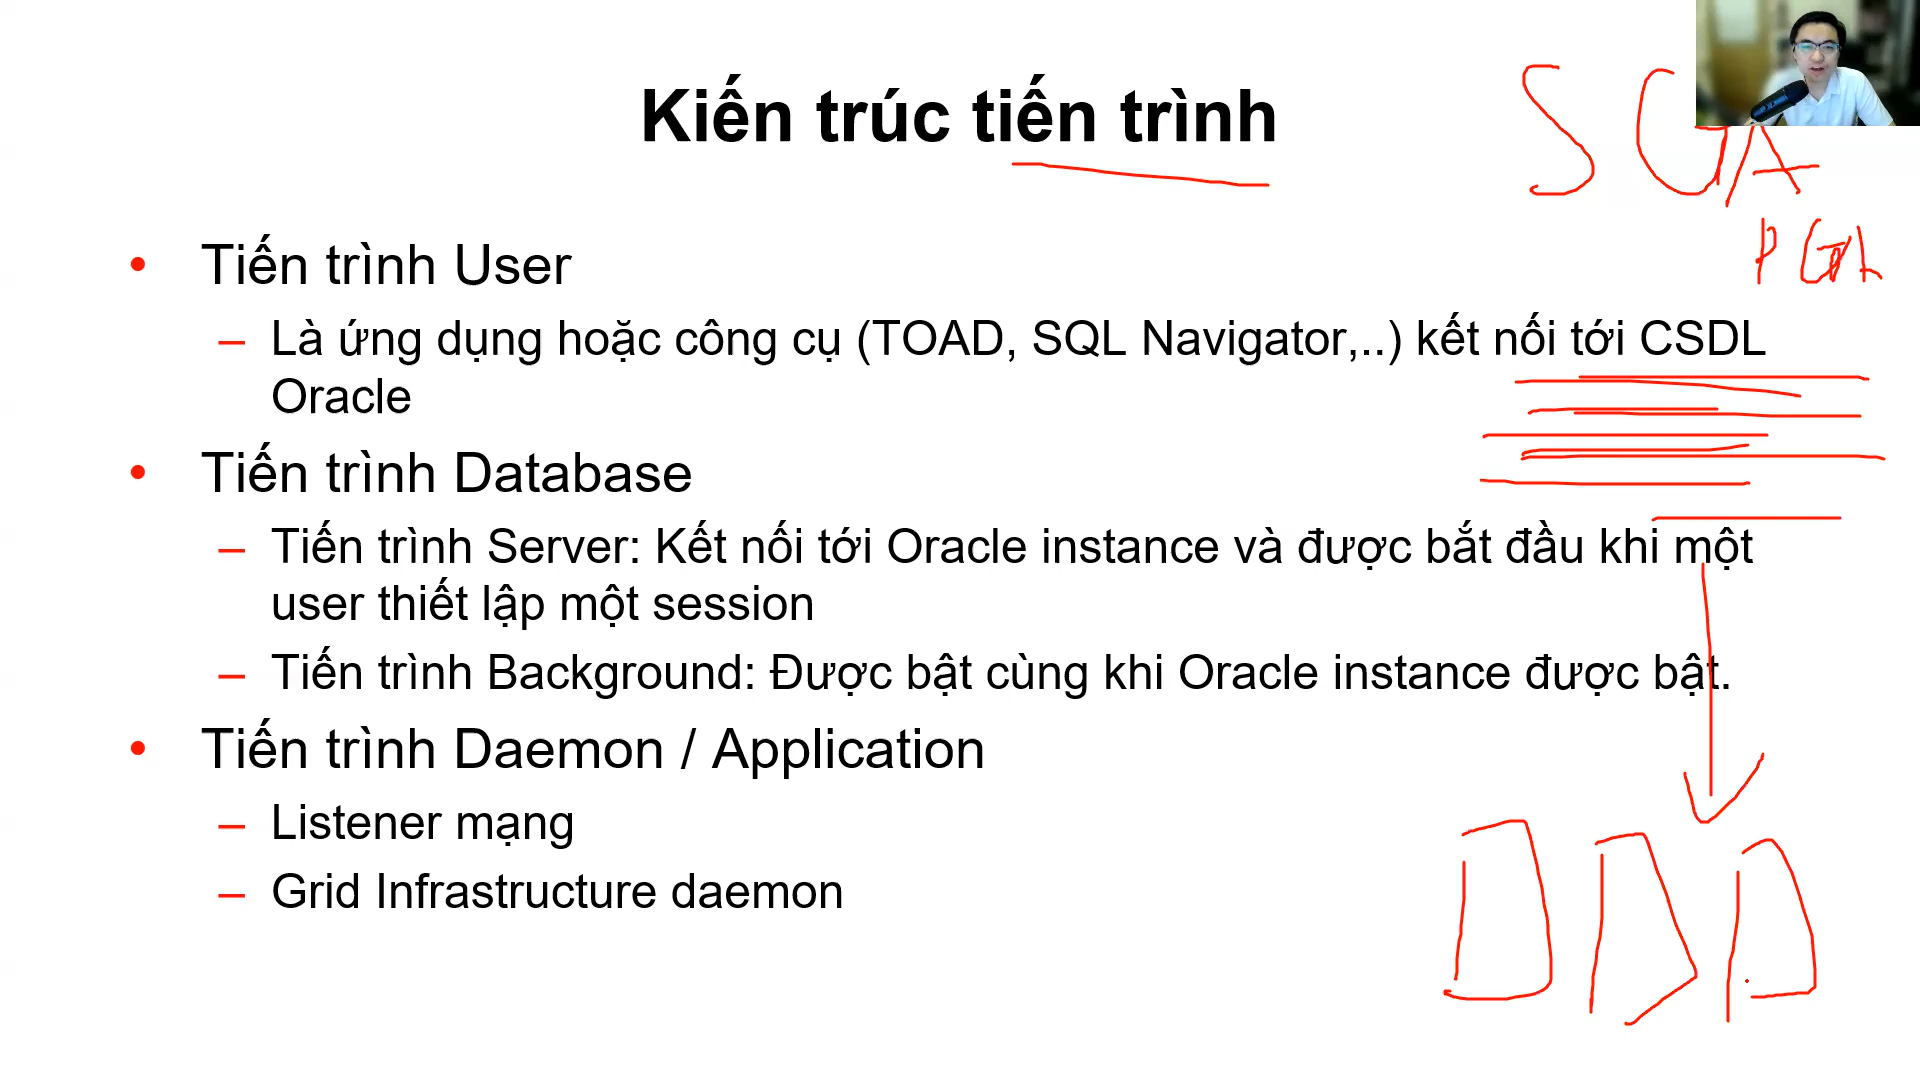 Kiến trúc tiến trình
SGA
PGA
• Tiến trình User
– Là ứng dụng hoặc công cụ (TOAD, SQL Navigator,..) kết nối tới CSDL
Oracle
• Tiến trình Database
– Tiến trình Server: Kết nối tới Oracle instance và được bắt đầu khi một
user thiết lập một session
– Tiến trình Background: Được bật cùng khi Oracle instance được bật.
• Tiến trình Daemon / Application
– Listener mạng
– Grid Infrastructure daemon